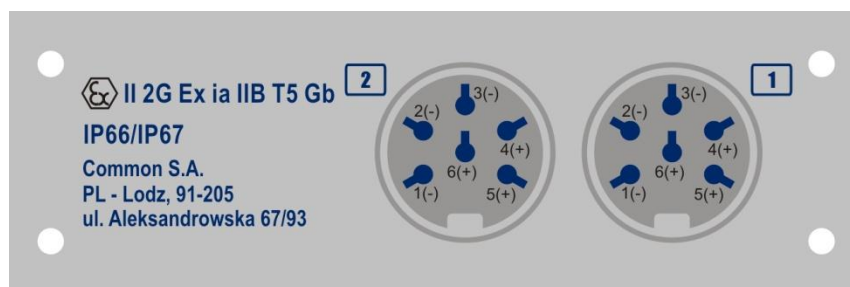 Ex II 2G Ex ia IIB T5 Gb
IP66/IP67
Common S.A.
PL - Lodz, 91-205
ul. Aleksandrowska 67/93
2
3(-)
2(-)
4(+)
6(+)
1(-)
5(+)
1
3(-)
2(-)
4(+)
6(+)
1(-)
5(+)